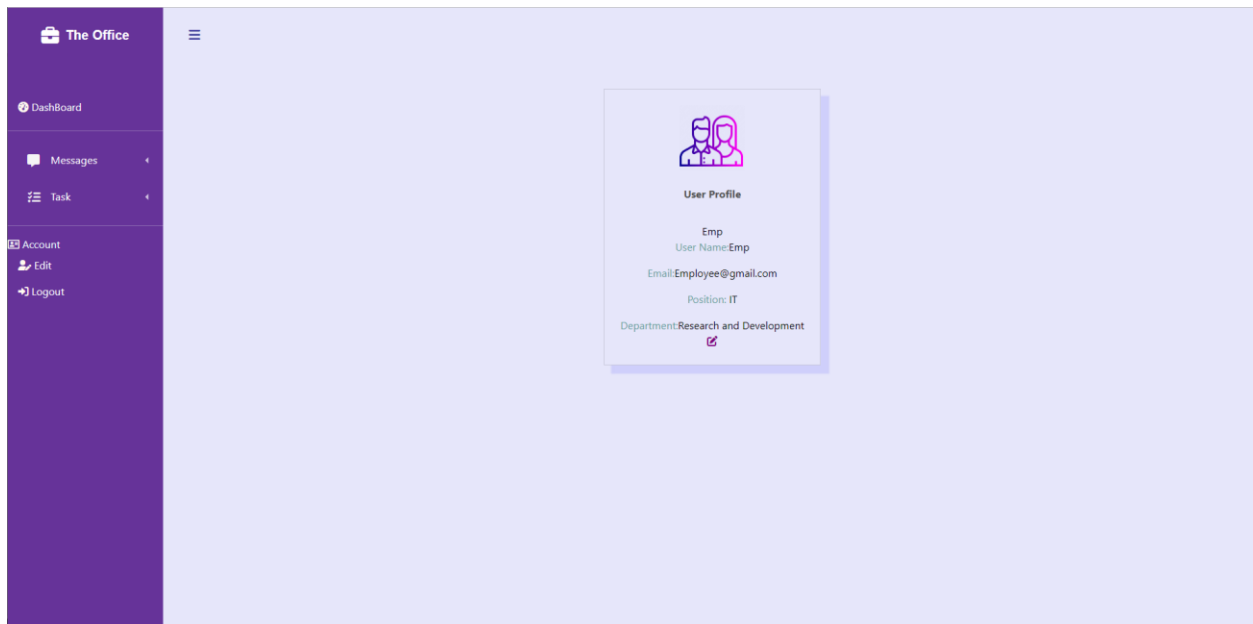 The Office
DashBoard
Messages
Task
Account
Edit
Logout
User Profile
Emp
User Name:Emp
Email:Employee@gmail.com
Position: IT
Department:Research and Development